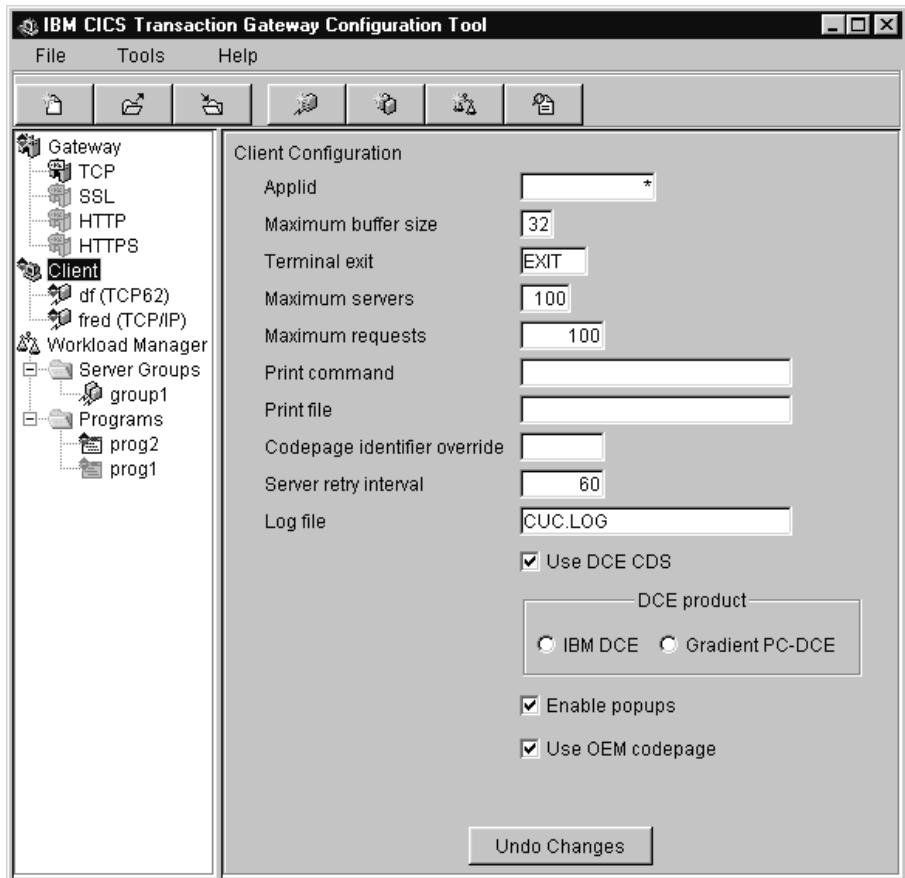 IBM CICS Transaction Gateway Configuration Tool
File Tools Help
Gateway
TCP
SSL
HTTP
HTTPS
Client
df (TCP62)
fred (TCP/IP)
Workload Manager
Server Groups
group1
Programs
prog2
prog1
Client Configuration
Applid *
Maximum buffer size 32
Terminal exit EXIT
Maximum servers 100
Maximum requests 100
Print command
Print file
Codepage identifier override
Server retry interval 60
Log file CUC.LOG
Use DCE CDS
DCE product
IBM DCE Gradient PC-DCE
Enable popups
Use OEM codepage
Undo Changes